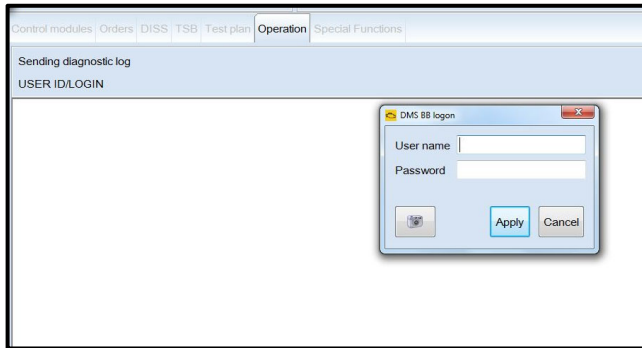 Control modules Orders DISS TSB Test plan Operation Special Functions
Sending diagnostic log
USER ID/LOGIN
DMS BB logon
User name
Password
Apply Cancel